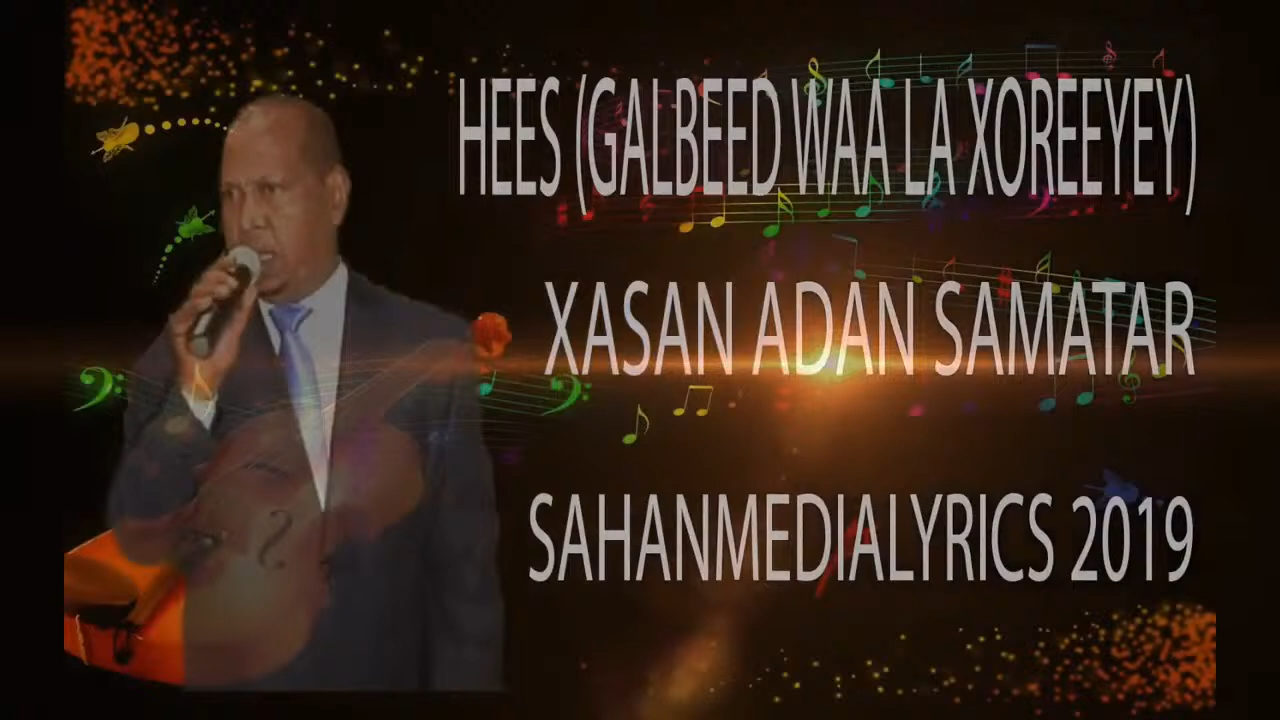 HEES (GALBEED WAA LA XOREEYEY)
XASAN ADAN SAMATAR
SAHANMEDIALYRICS 2019